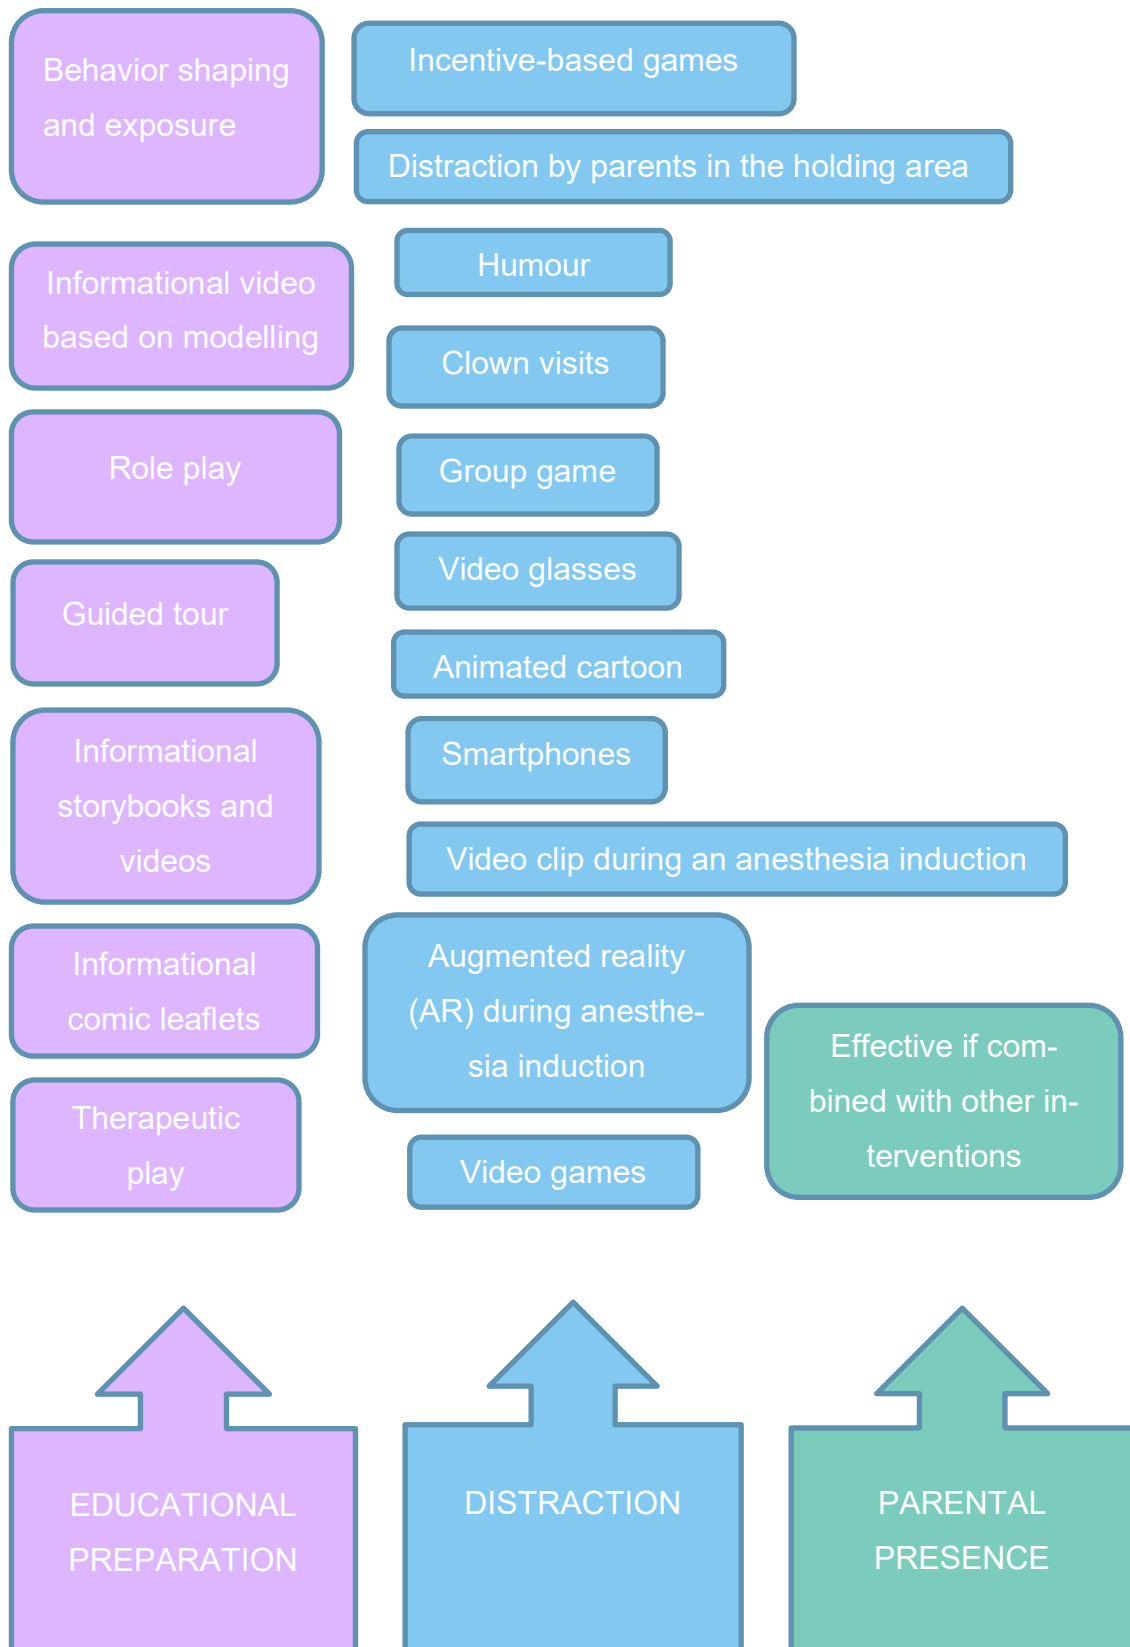 Behavior shaping
and exposure
Informational video
based on modelling
Role play
Guided tour
Informational
storybooks and
videos
Informational
comic leaflets
Therapeutic
play
Incentive-based games
Distraction by parents in the holding area
Humour
Clown visits
Group game
Video glasses
Animated cartoon
Smartphones
Video clip during an anesthesia induction
Augmented reality
(AR) during anesthe-
sia induction
Video games
Effective if com-
bined with other in-
terventions
EDUCATIONAL
PREPARATION
DISTRACTION
PARENTAL
PRESENCE